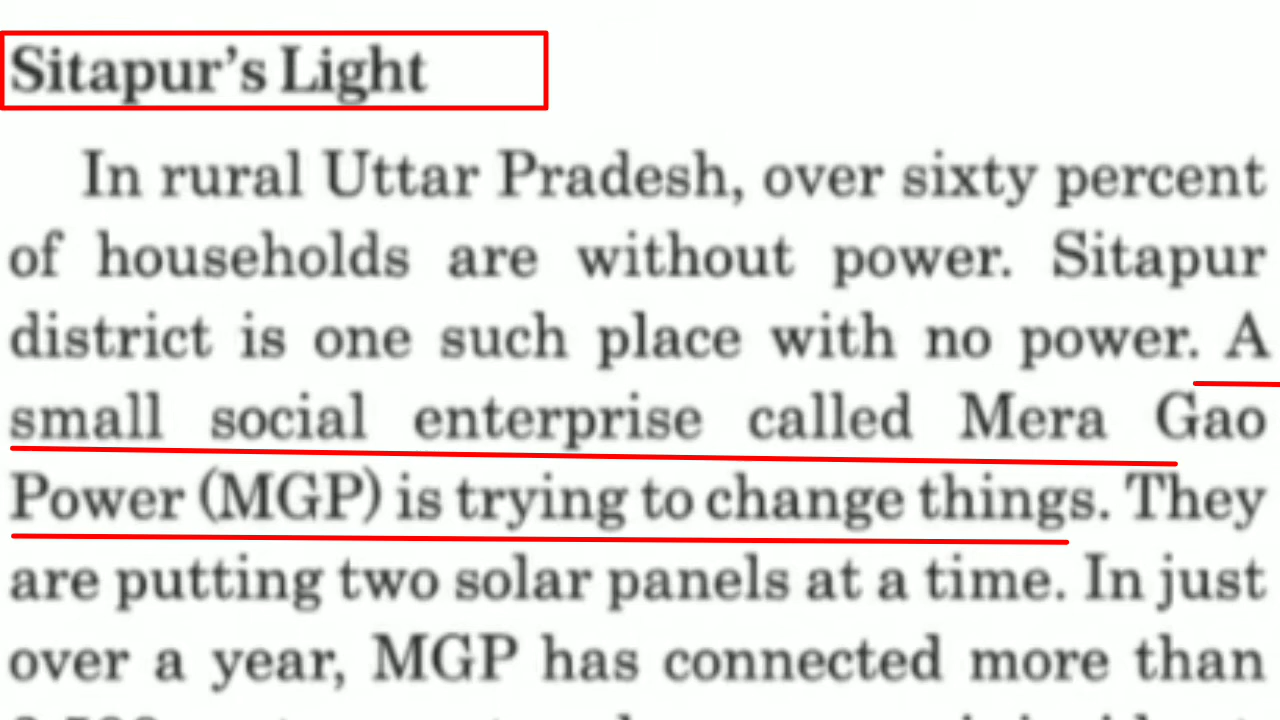 Sitapur's Light
In rural Uttar Pradesh, over sixty percent
of households are without power. Sitapur
district is one such place with no power. A
small social enterprise called Mera Gao
Power (MGP) is trying to change things. They
are putting two solar panels at a time. In just
over a year, MGP has connected more than